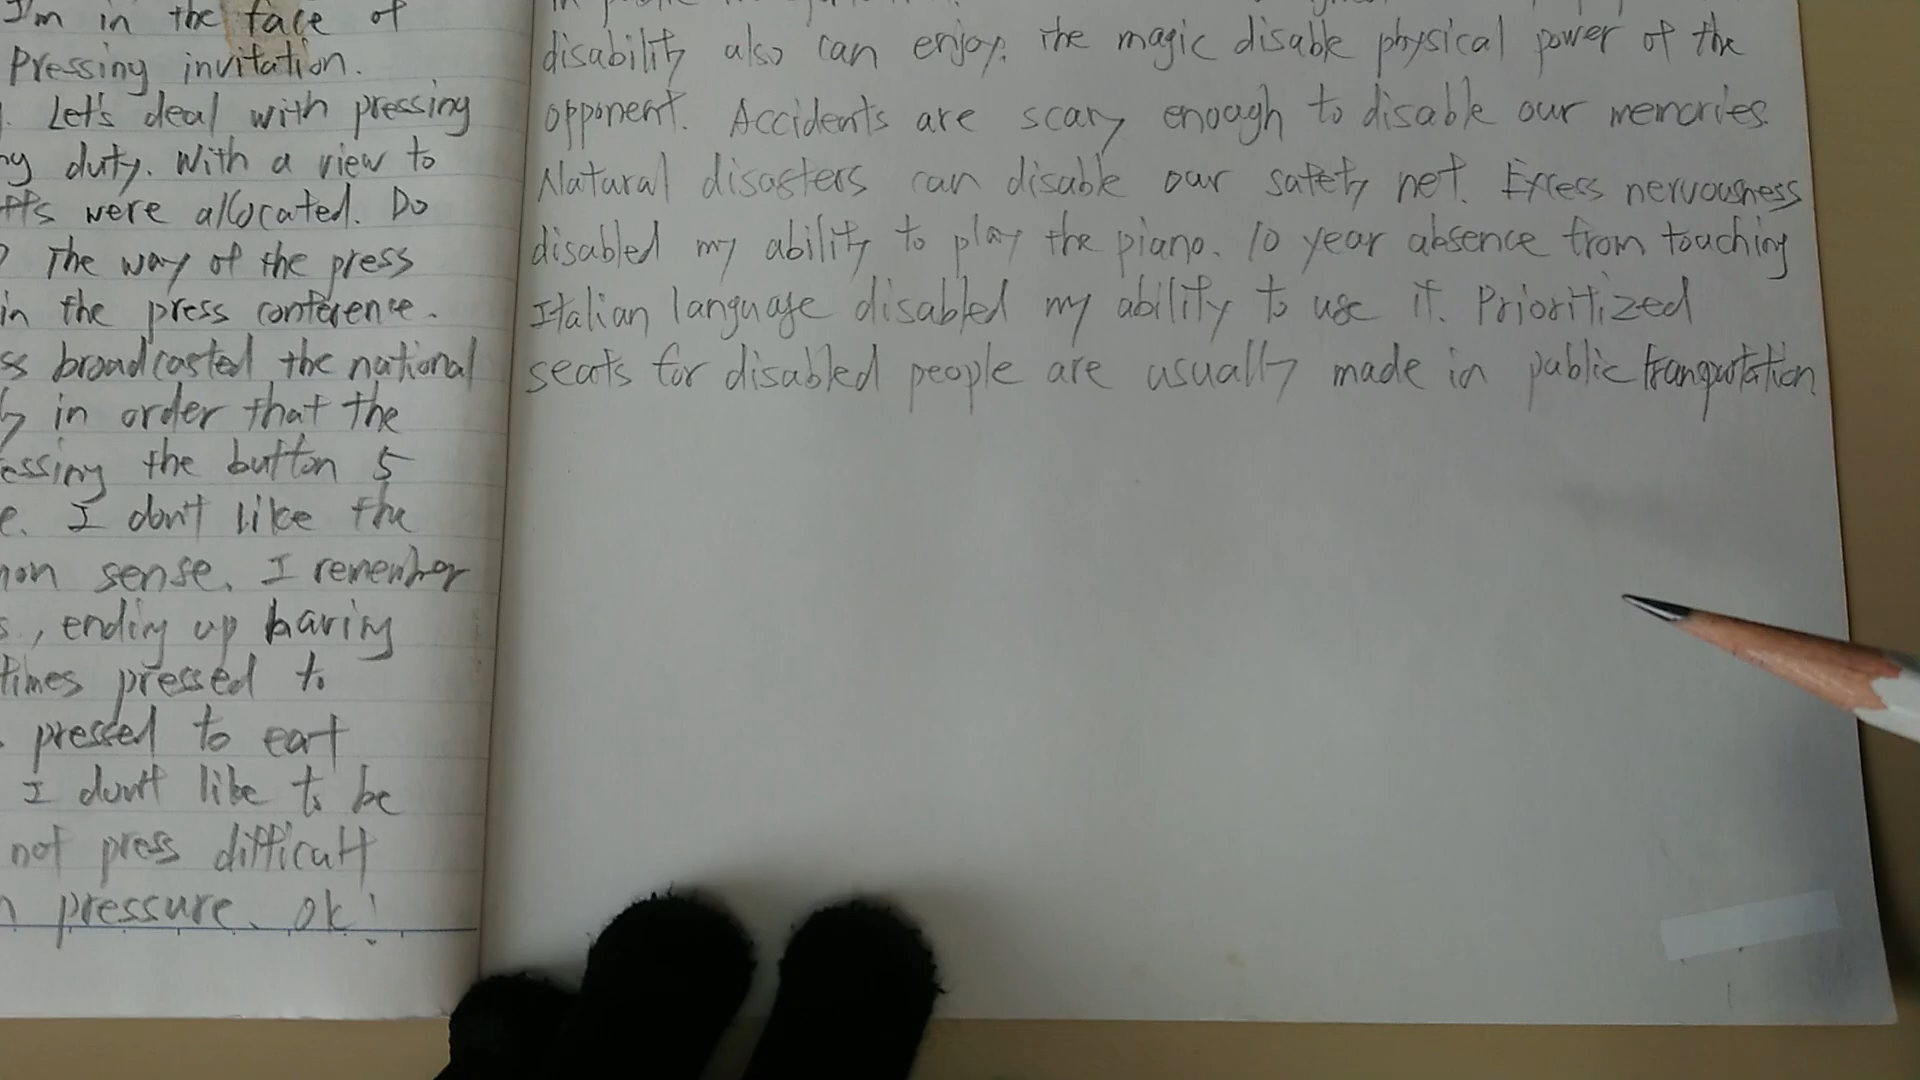 I'm in the face of
pressing invitation.
. Let's deal with pressing
ny duty. With a view to
were allocated. Do
? The way of the press
in the press conference.
ss broadcasted the national
in order that the
essing the button 5
e. I don't like the
non sense. I remember
s, ending up having
times pressed to
. pressed to eat
I don't like to be
not press difficult
n pressure. ok!
disability also can enjoy. The magic disable physical power of the
opponent. Accidents are scary enough to disable our memories.
Natural disasters can disable our safety net. Excess nervousness
disabled my ability to play the piano. 10 year absence from touching
Italian language disabled my ability to use it. Prioritized
seats for disabled people are usually made in public